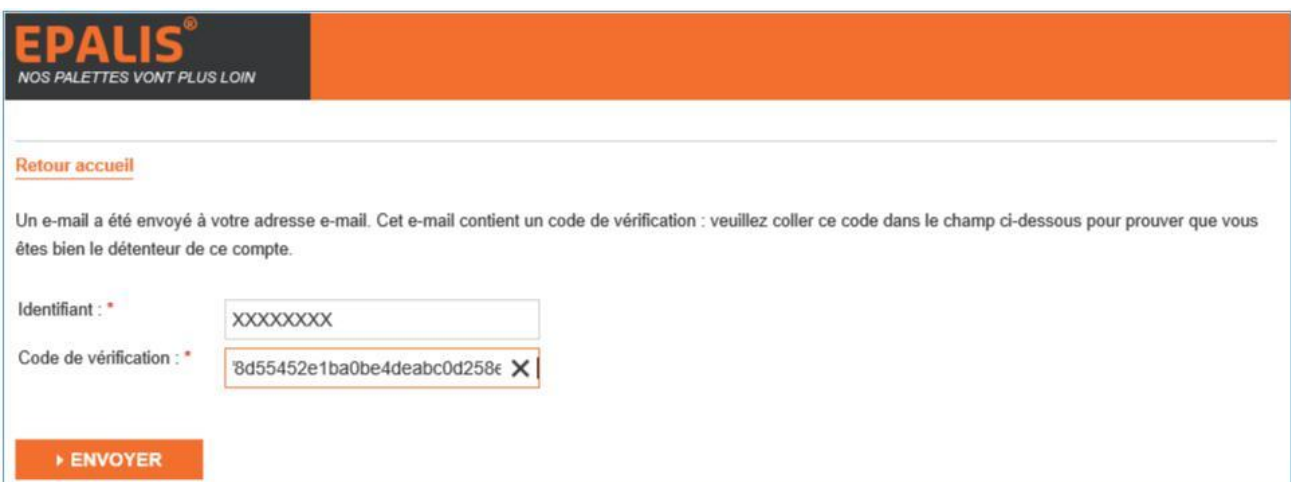 EPALIS®
NOS PALETTES VONT PLUS LOIN
Retour accueil
Un e-mail a été envoyé à votre adresse e-mail. Cet e-mail contient un code de vérification : veuillez coller ce code dans le champ ci-dessous pour prouver que vous
êtes bien le détenteur de ce compte.
Identifiant : * XXXXXXXX
Code de vérification : * 8d55452e1ba0be4deabc0d258e
ENVOYER